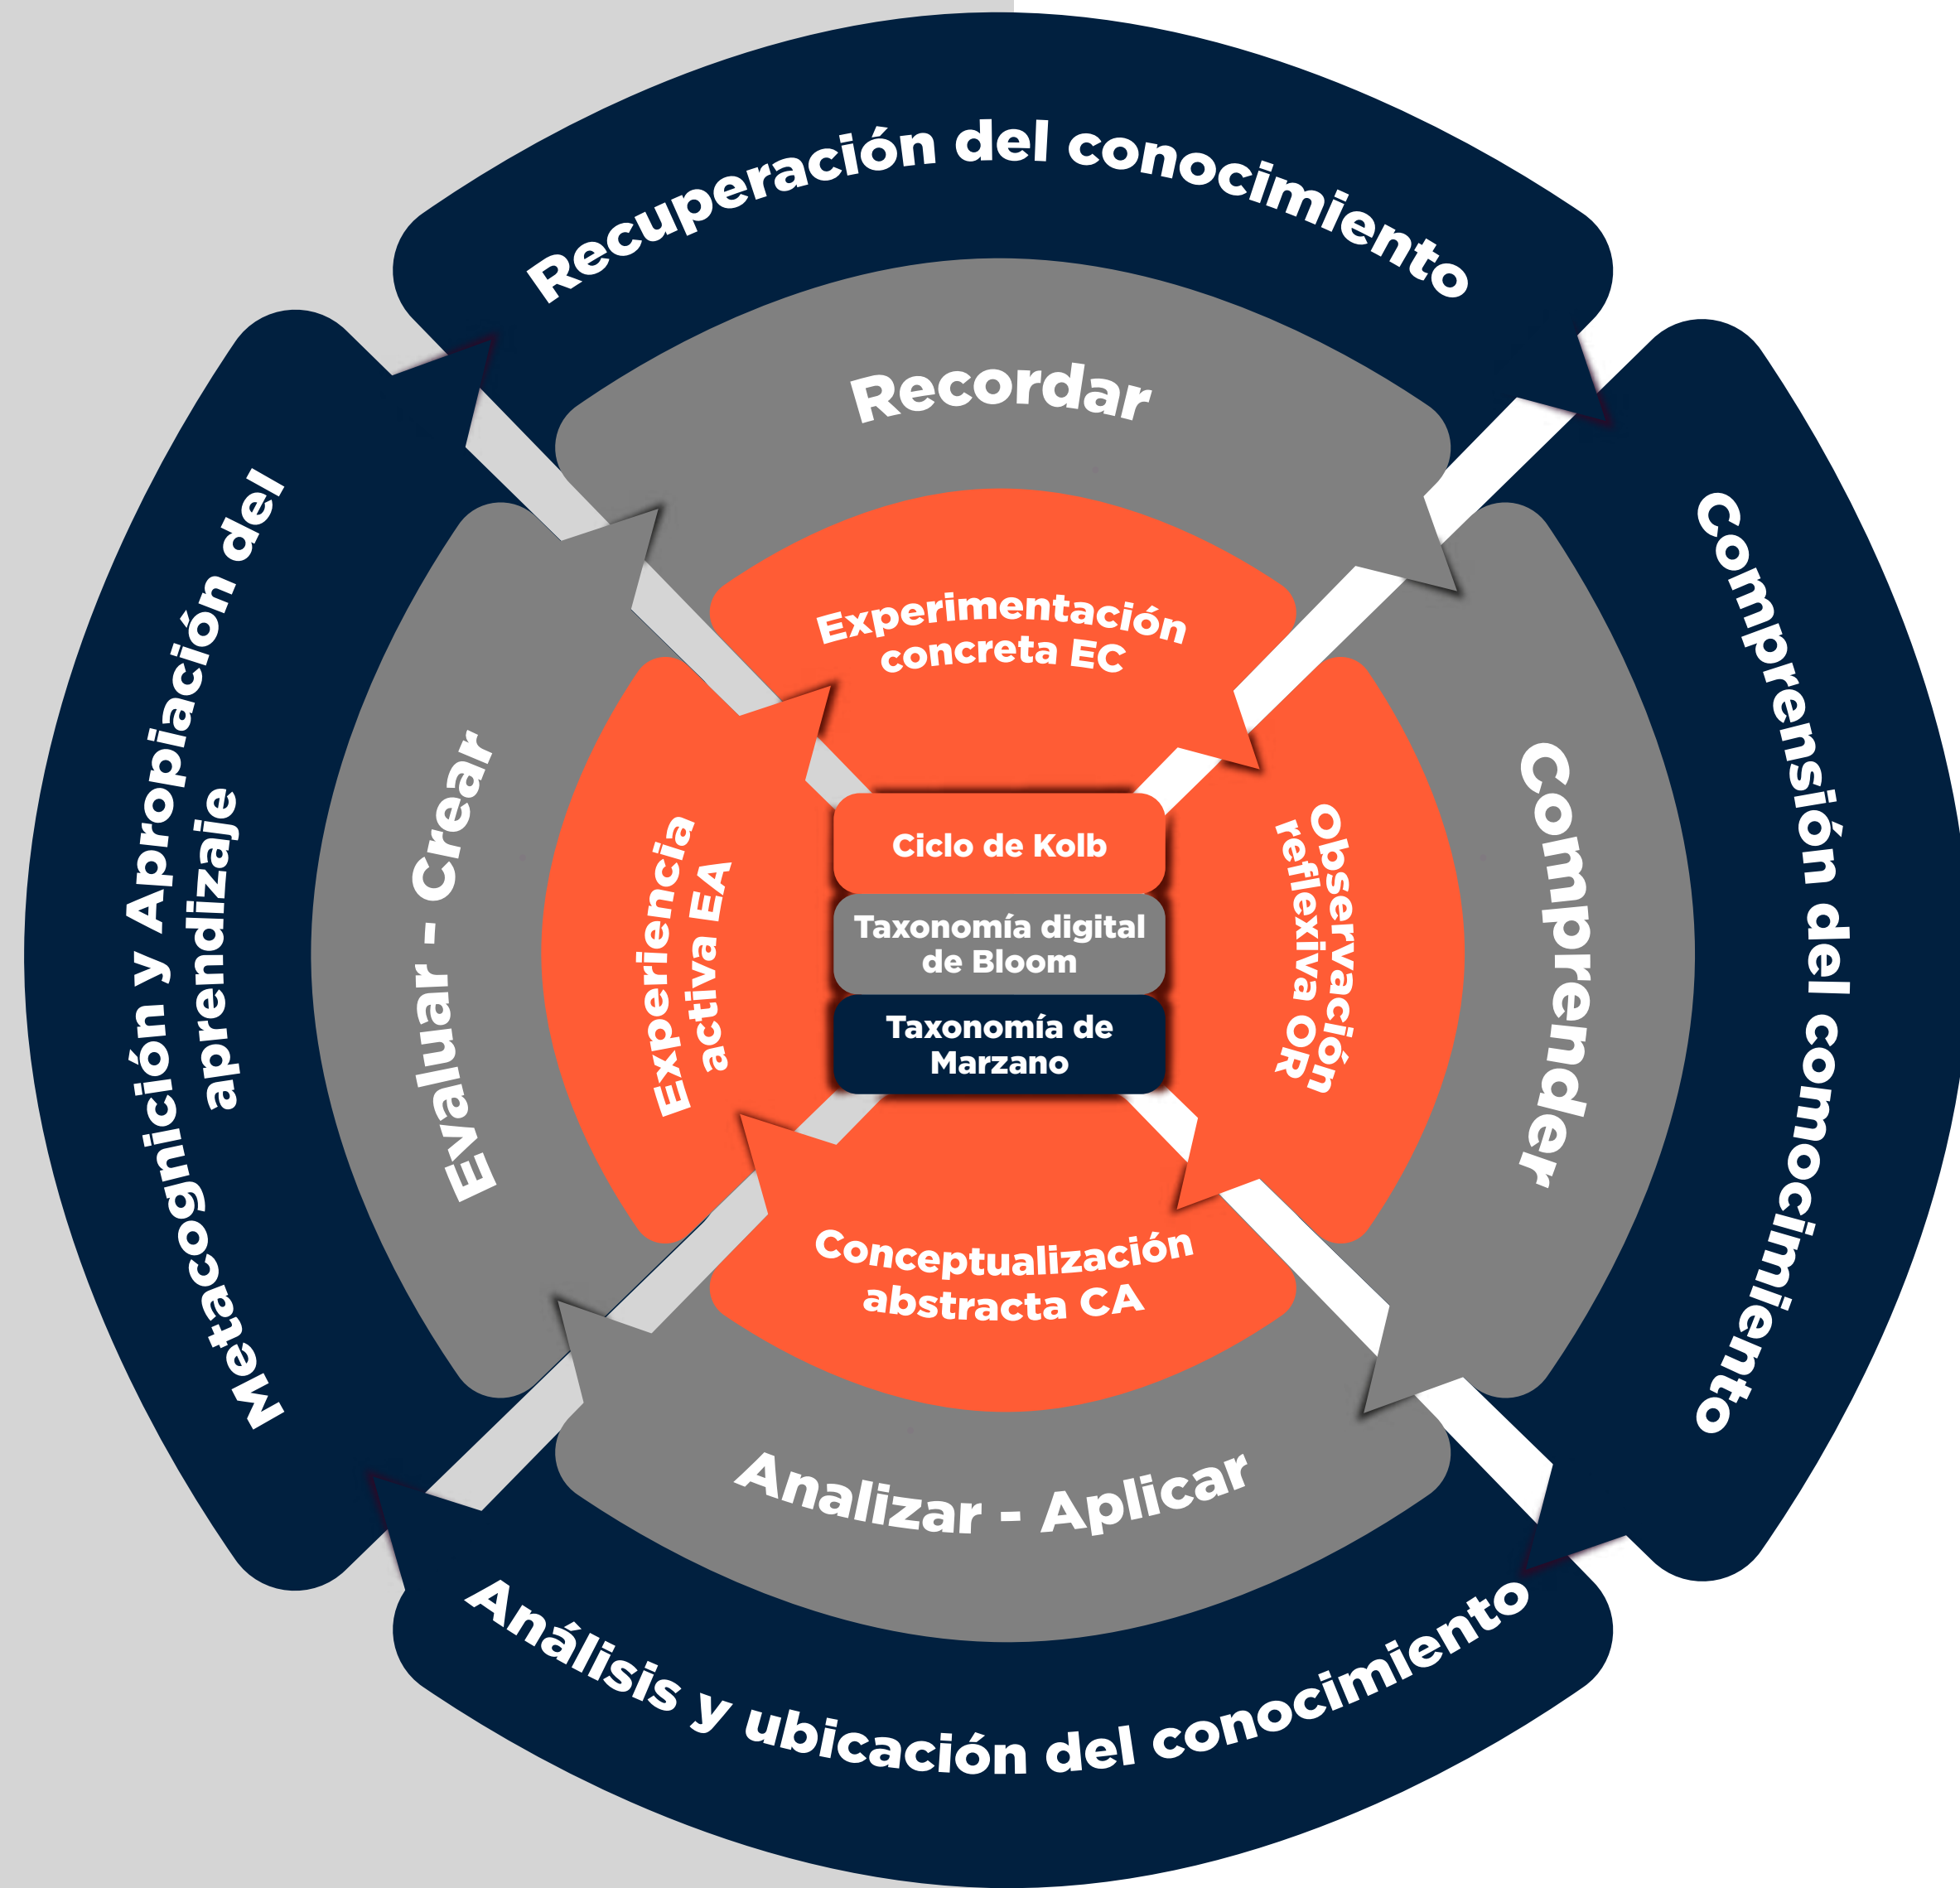 Recuperación del conocimiento
Comprensión del comocimiento
Análisis y ubicación del conocimiento
Metacognición y Apropiación del
aprendizaje
Recordar
Comprender
Analizar - Aplicar
Evaluar - Crear
Experimentación
concreta EC
Observación
reflexiva OR
Conceptualización
abstracta CA
Experiencia
activa EA
Ciclo de Kolb
Taxonomía digital
de Bloom
Taxonomía de
Marzano